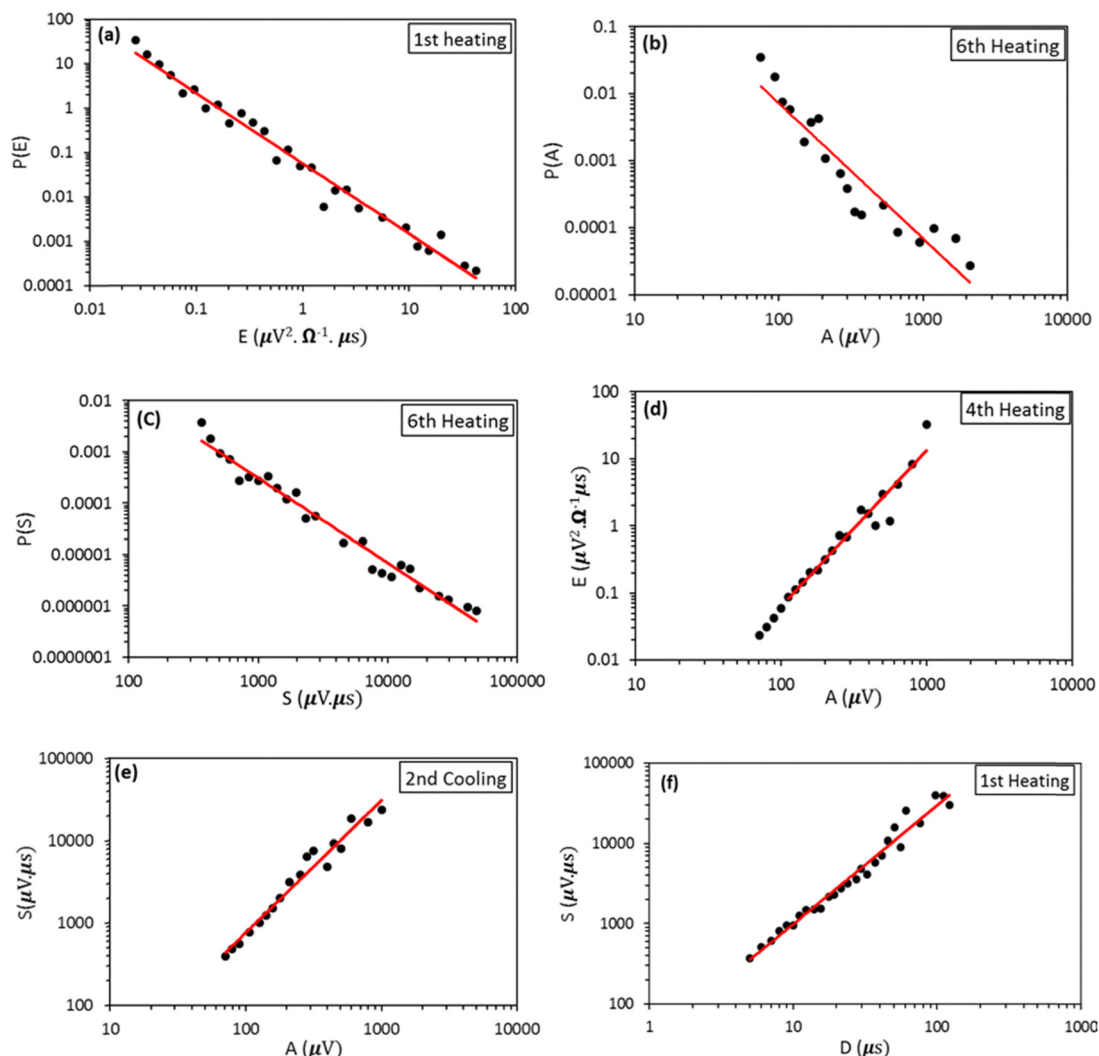 (a)
1st heating
100
10
1
0.1
0.01
0.001
0.0001
P(E)
0.01
0.1
1
10
100
E (μV². Ω⁻¹. μs)
(b)
6th Heating
0.1
0.01
0.001
0.0001
0.00001
P(A)
10
100
1000
10000
A (μV)
(C)
6th Heating
0.01
0.001
0.0001
0.00001
0.000001
0.0000001
P(S)
100
1000
10000
100000
S (μV.μs)
(d)
4th Heating
100
10
1
0.1
0.01
E (μV².Ω⁻¹μs)
10
100
1000
10000
A (μV)
(e)
2nd Cooling
100000
10000
1000
100
S(μV.μs)
10
100
1000
10000
A (μV)
(f)
1st Heating
100000
10000
1000
100
S (μV.μs)
1
10
100
1000
D (μs)